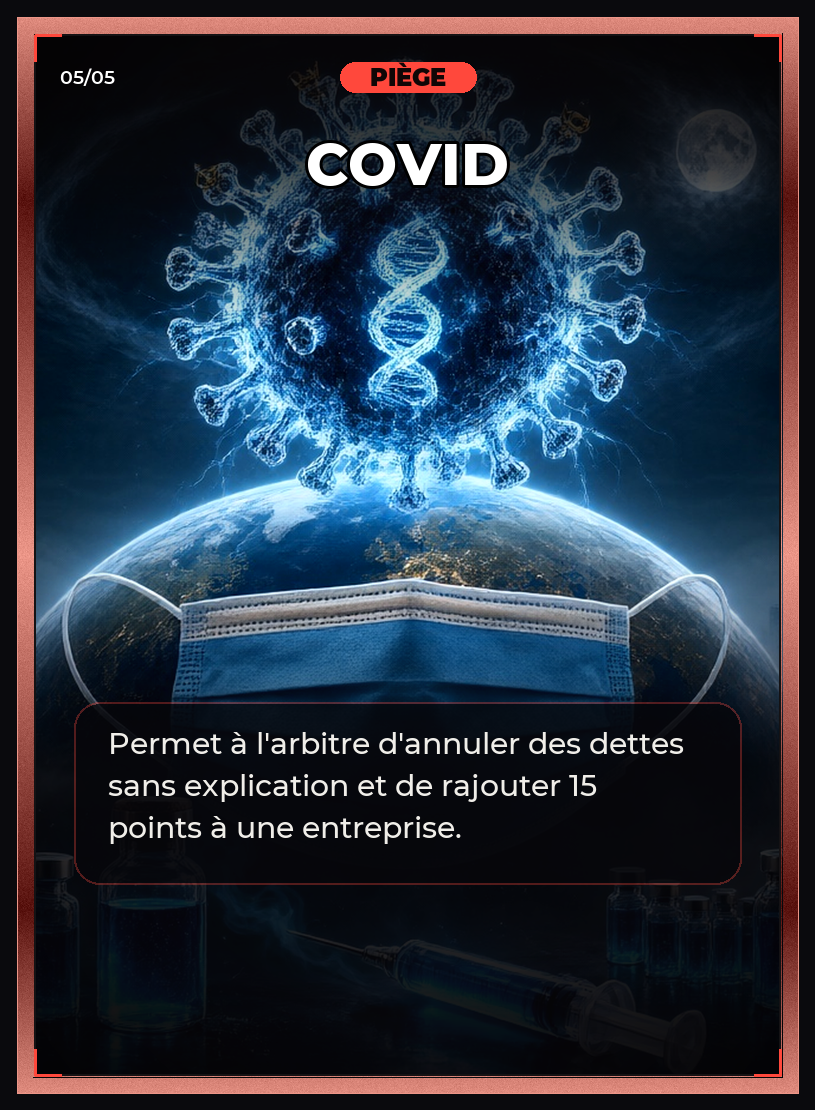 05/05
PIÈGE
COVID
Permet à l'arbitre d'annuler des dettes
sans explication et de rajouter 15
points à une entreprise.